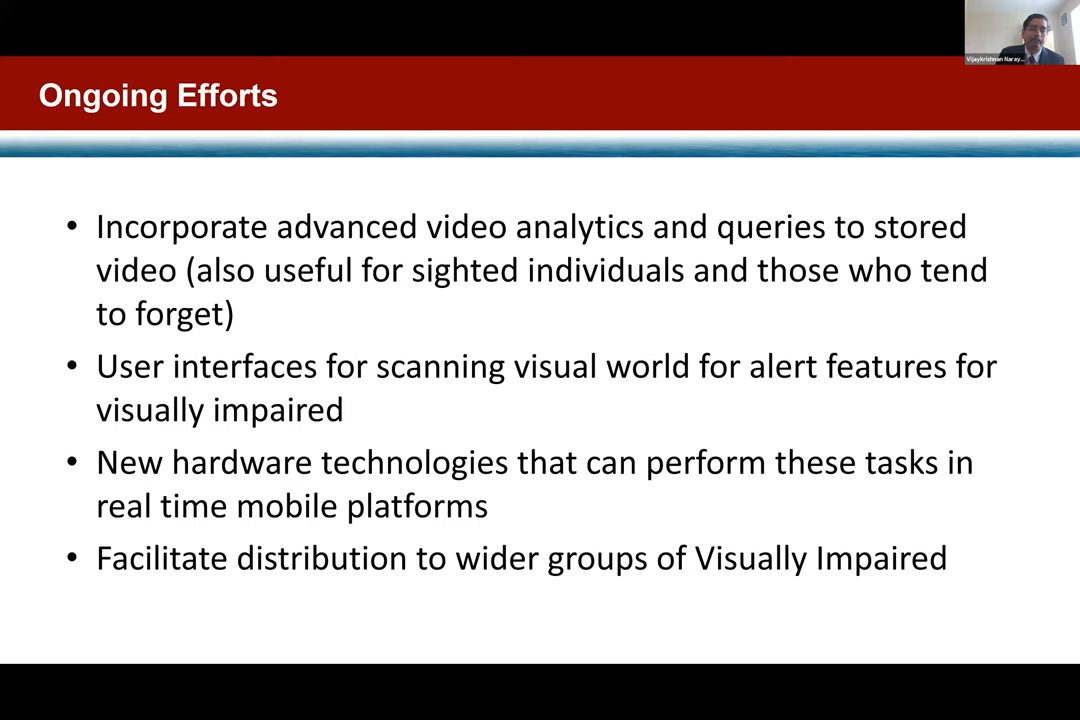 Vijaykrishnan Naray...
Ongoing Efforts
• Incorporate advanced video analytics and queries to stored
video (also useful for sighted individuals and those who tend
to forget)
• User interfaces for scanning visual world for alert features for
visually impaired
• New hardware technologies that can perform these tasks in
real time mobile platforms
• Facilitate distribution to wider groups of Visually Impaired